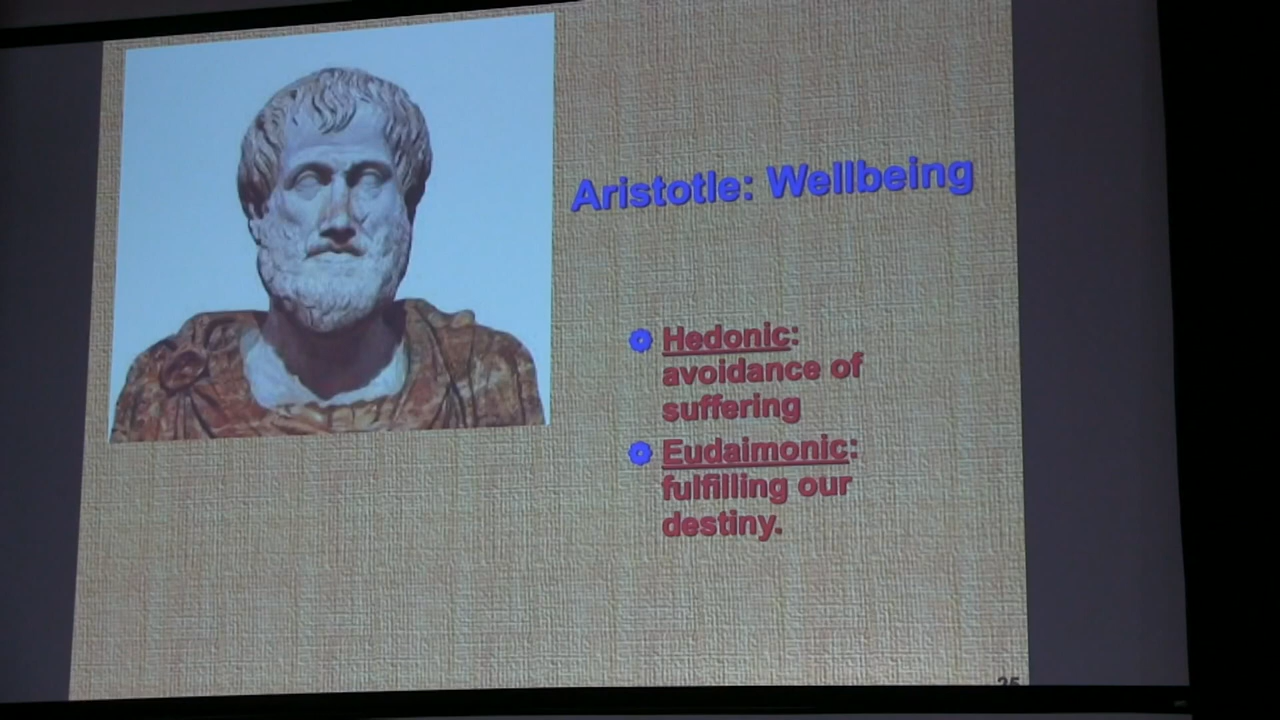 Aristotle: Wellbeing
Hedonic:
avoidance of
suffering
Eudaimonic:
fulfilling our
destiny.